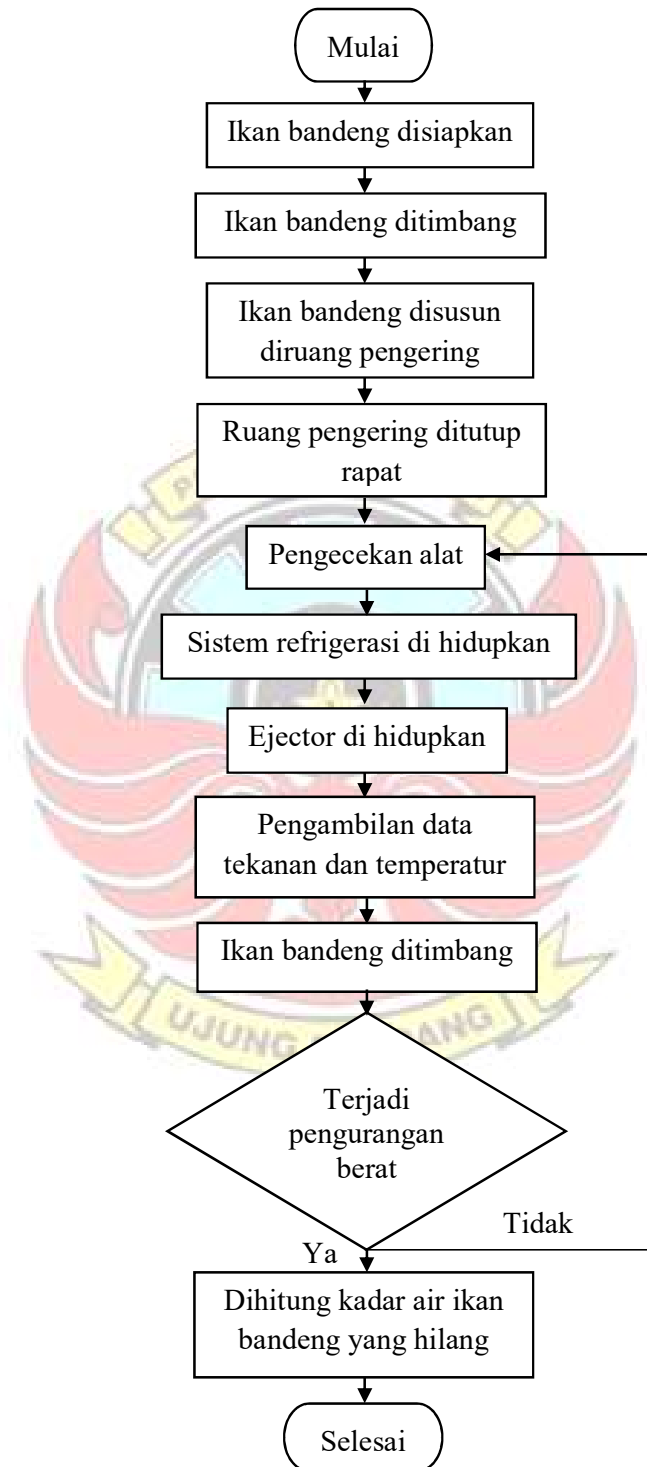 Mulai
Ikan bandeng disiapkan
Ikan bandeng ditimbang
Ikan bandeng disusun
diruang pengering
Ruang pengering ditutup
rapat
Pengecekan alat
Sistem refrigerasi di hidupkan
Ejector di hidupkan
Pengambilan data
tekanan dan temperatur
Ikan bandeng ditimbang
UJUNG
Terjadi
pengurangan
berat
Tidak
Ya
Dihitung kadar air ikan
bandeng yang hilang
Selesai